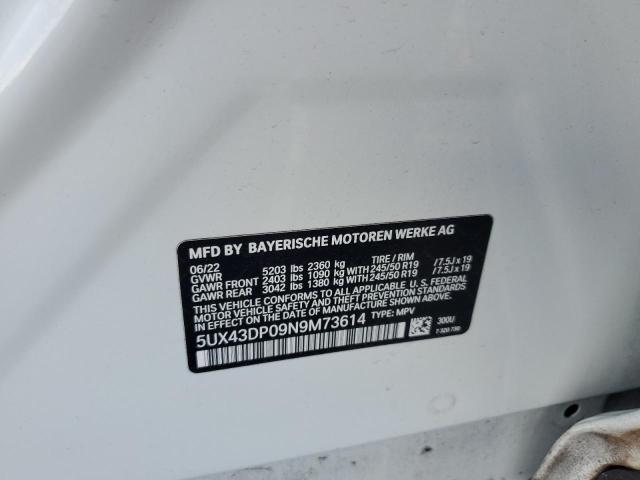 MFD BY BAYERISCHE MOTOREN WERKE AG
06/22 5203 lbs 2360 kg TIRE / RIM
GVWR
GAWR FRONT 2403 lbs 1090 kg WITH 245/50 R19 / 7.5J x 19
GAWR REAR 3042 lbs 1380 kg WITH 245/50 R19 / 7.5J x 19
THIS VEHICLE CONFORMS TO ALL APPLICABLE U. S. FEDERAL
MOTOR VEHICLE SAFETY, BUMPER, AND THEFT PREVENTION STANDARDS
IN EFFECT ON THE DATE OF MANUFACTURE SHOWN ABOVE.
5UX43DP09N9M73614 TYPE: MPV
300U